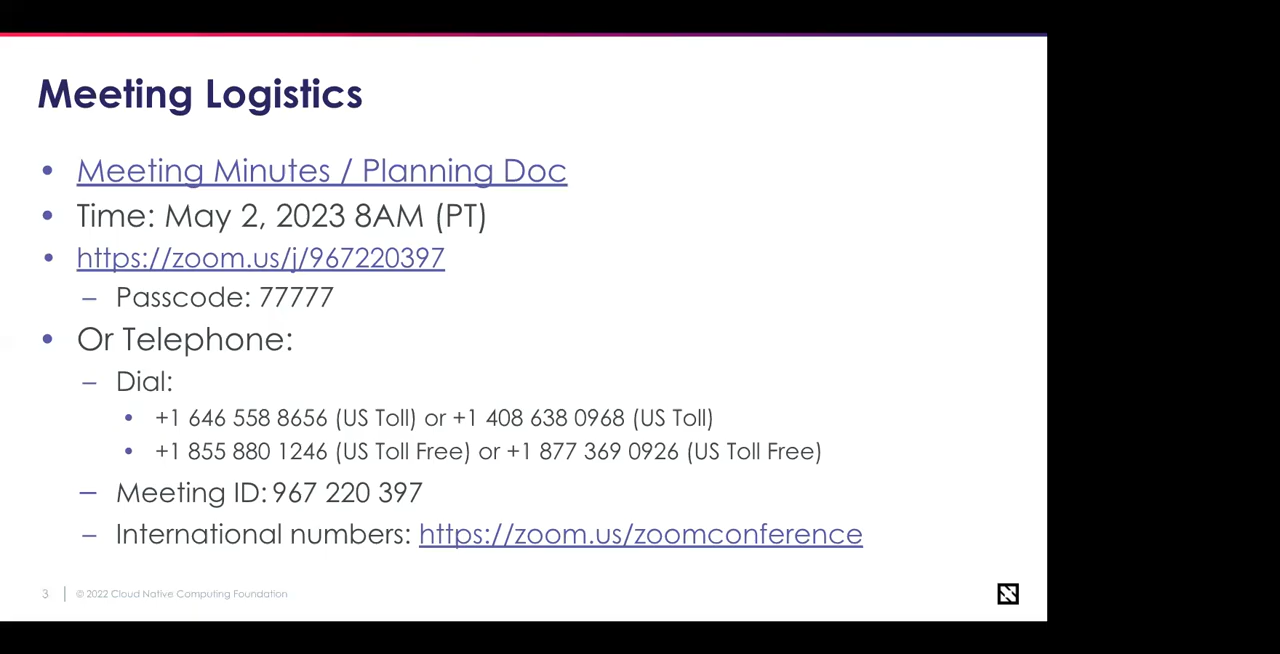 Meeting Logistics
• Meeting Minutes / Planning Doc
• Time: May 2, 2023 8AM (PT)
• https://zoom.us/j/967220397
– Passcode: 77777
• Or Telephone:
– Dial:
• +1 646 558 8656 (US Toll) or +1 408 638 0968 (US Toll)
• +1 855 880 1246 (US Toll Free) or +1 877 369 0926 (US Toll Free)
– Meeting ID: 967 220 397
– International numbers: https://zoom.us/zoomconference
3 | © 2022 Cloud Native Computing Foundation